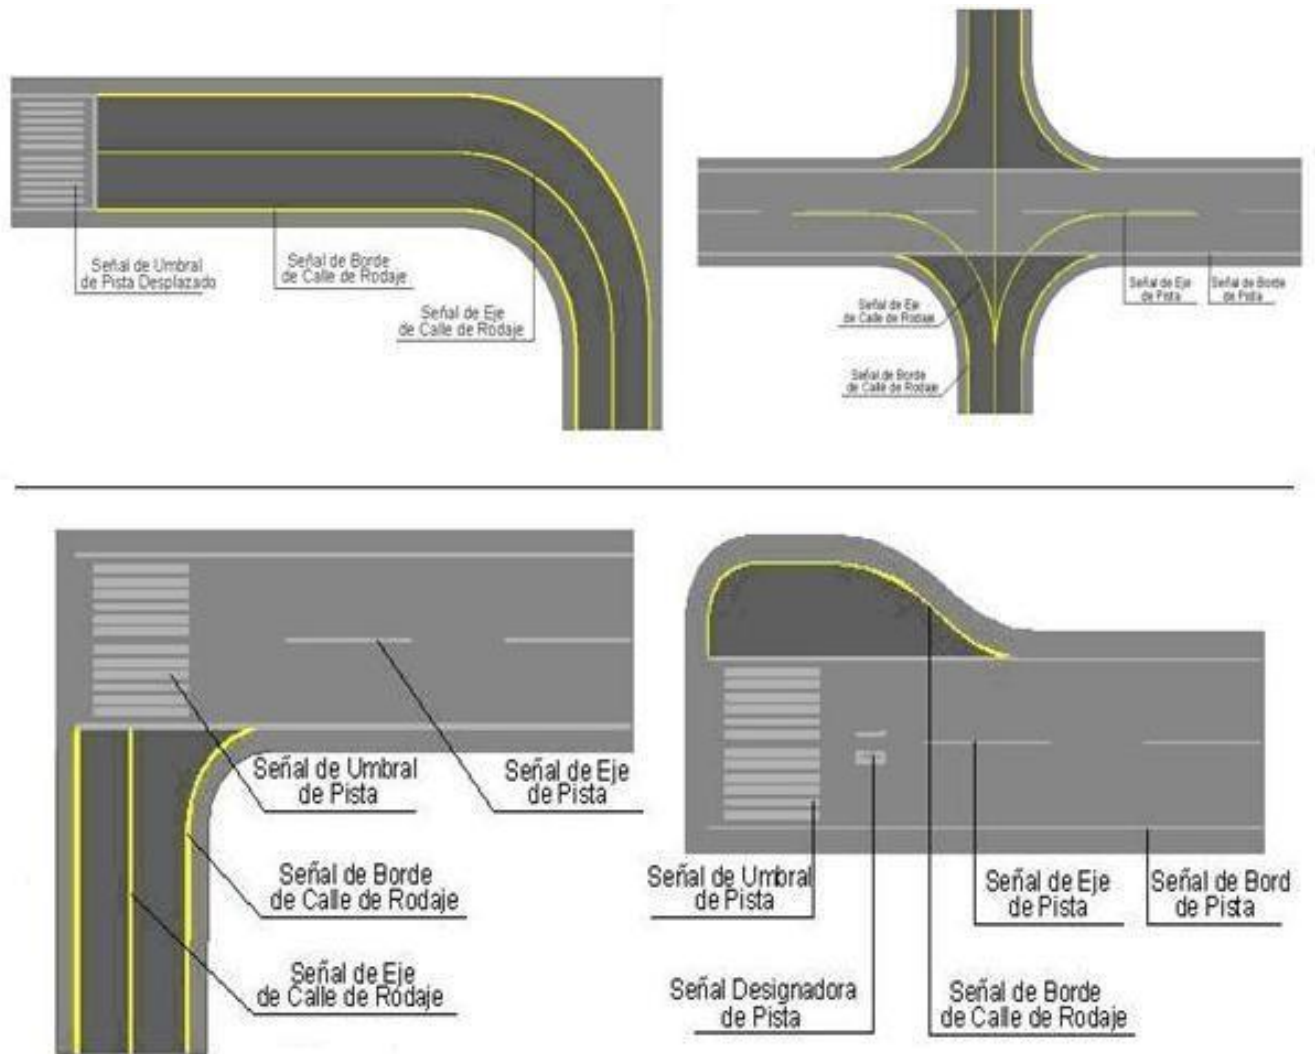 Señal de Umbral
de Pista Desplazado
Señal de Borde
de Calle de Rodaje
Señal de Eje
de Calle de Rodaje
Señal de Eje
de Calle de Rodaje
Señal de Borde
de Calle de Rodaje
Señal de Eje
de Pista
Señal de Borde
de Pista
Señal de Umbral
de Pista
Señal de Eje
de Pista
Señal de Borde
de Calle de Rodaje
Señal de Eje
de Calle de Rodaje
Señal de Umbral
de Pista
Señal de Eje
de Pista
Señal de Bord
de Pista
Señal Designadora
de Pista
Señal de Borde
de Calle de Rodaje